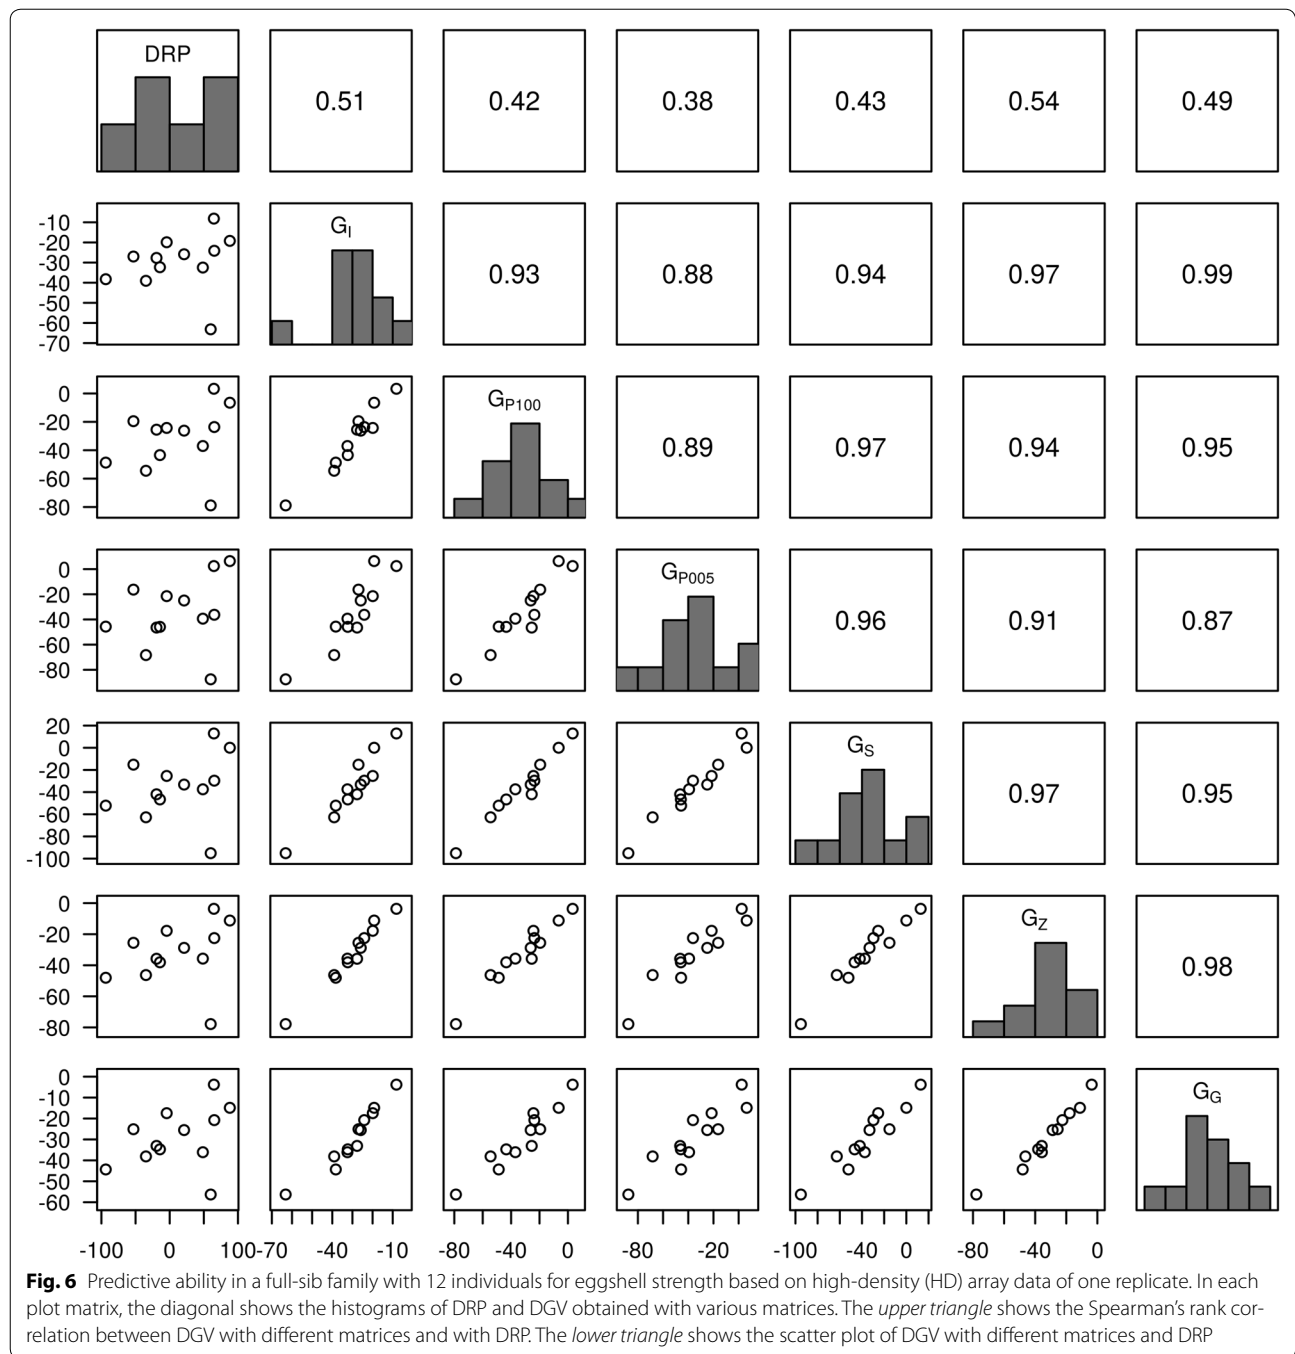 DRP
0.51 0.42 0.38 0.43 0.54 0.49
-10
-20
-30
-40
-50
-60
-70
G_I
0.93 0.88 0.94 0.97 0.99
0
-20
-40
-60
-80
G_P100
0.89 0.97 0.94 0.95
0
-20
-40
-60
-80
G_P005
0.96 0.91 0.87
20
0
-20
-40
-60
-80
-100
G_S
0.97 0.95
0
-20
-40
-60
-80
G_Z
0.98
0
-10
-20
-30
-40
-50
-60
G_G
-100 0 100 -70 -40 -10 -80 -40 0 -80 -20 -100 -40 0 -80 -40 0
Fig. 6 Predictive ability in a full-sib family with 12 individuals for eggshell strength based on high-density (HD) array data of one replicate. In each
plot matrix, the diagonal shows the histograms of DRP and DGV obtained with various matrices. The upper triangle shows the Spearman's rank cor-
relation between DGV with different matrices and with DRP. The lower triangle shows the scatter plot of DGV with different matrices and DRP